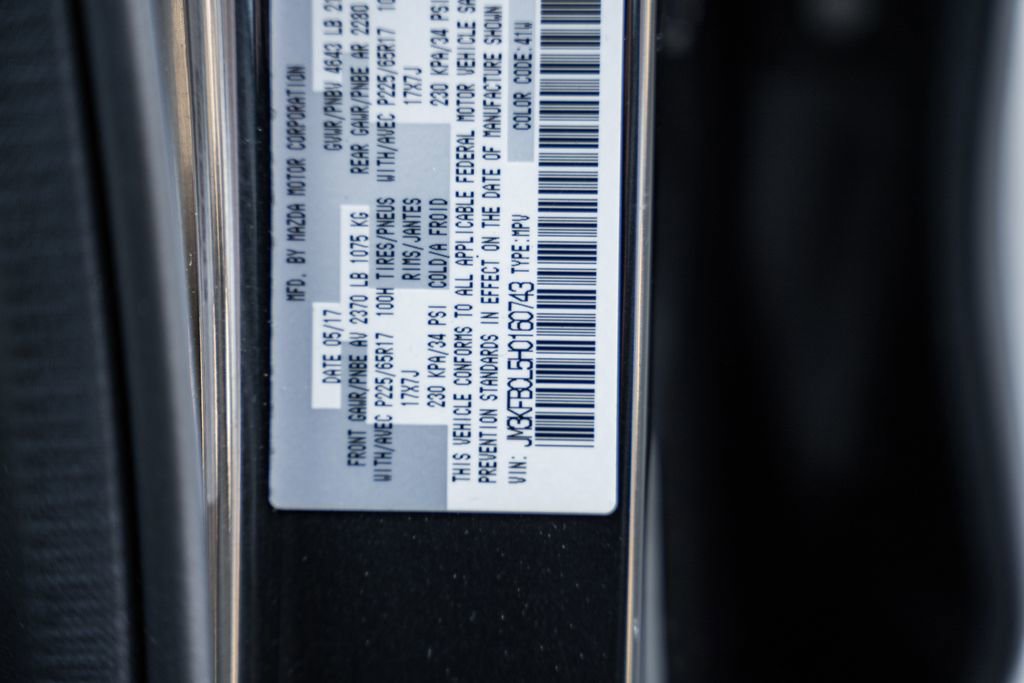 MFD. BY MAZDA MOTOR CORPORATION
DATE 05/17 GVWR/PNBV 4643 LB
FRONT GAWR/PNBE AV 2370 LB 1075 KG REAR GAWR/PNBE AR 2280
WITH/AVEC P225/65R17 100H TIRES/PNEUS WITH/AVEC P225/65R17
17X7J RIMS/JANTES 17X7J
230 KPA/34 PSI COLD/A FROID 230 KPA/34 PSI
THIS VEHICLE CONFORMS TO ALL APPLICABLE FEDERAL MOTOR VEHICLE
PREVENTION STANDARDS IN EFFECT ON THE DATE OF MANUFACTURE SHOWN
VIN: JM3KFBCL5H0160743 TYPE:MPV COLOR CODE:41W